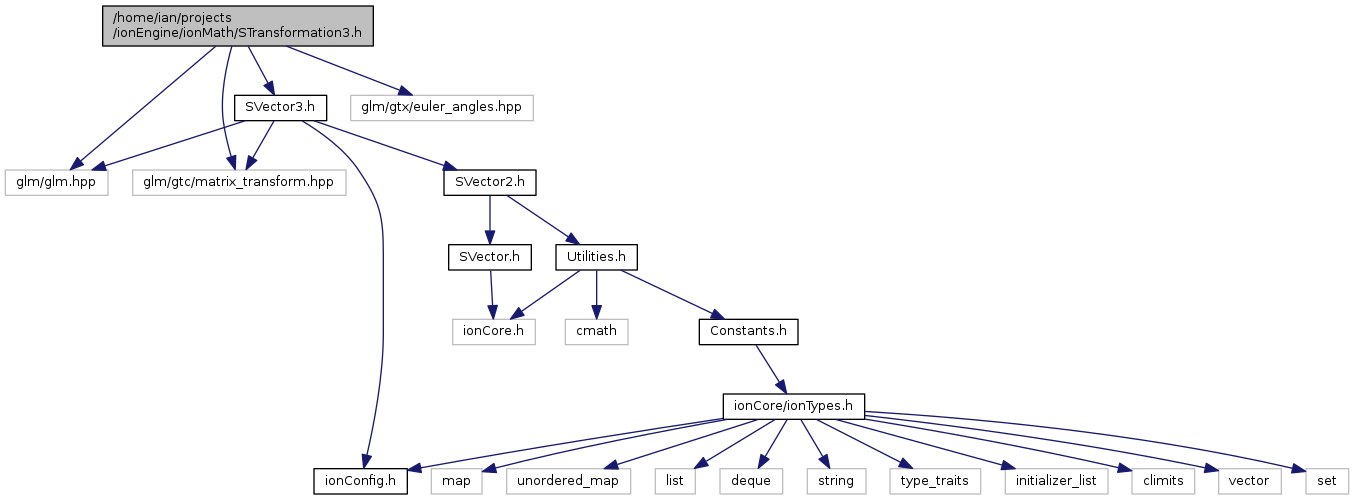 /home/ian/projects
/ionEngine/ionMath/STransformation3.h
SVector3.h
glm/gtx/euler_angles.hpp
glm/glm.hpp
glm/gtc/matrix_transform.hpp
SVector2.h
SVector.h
Utilities.h
ionCore.h
cmath
Constants.h
ionCore/ionTypes.h
ionConfig.h
map
unordered_map
list
deque
string
type_traits
initializer_list
climits
vector
set